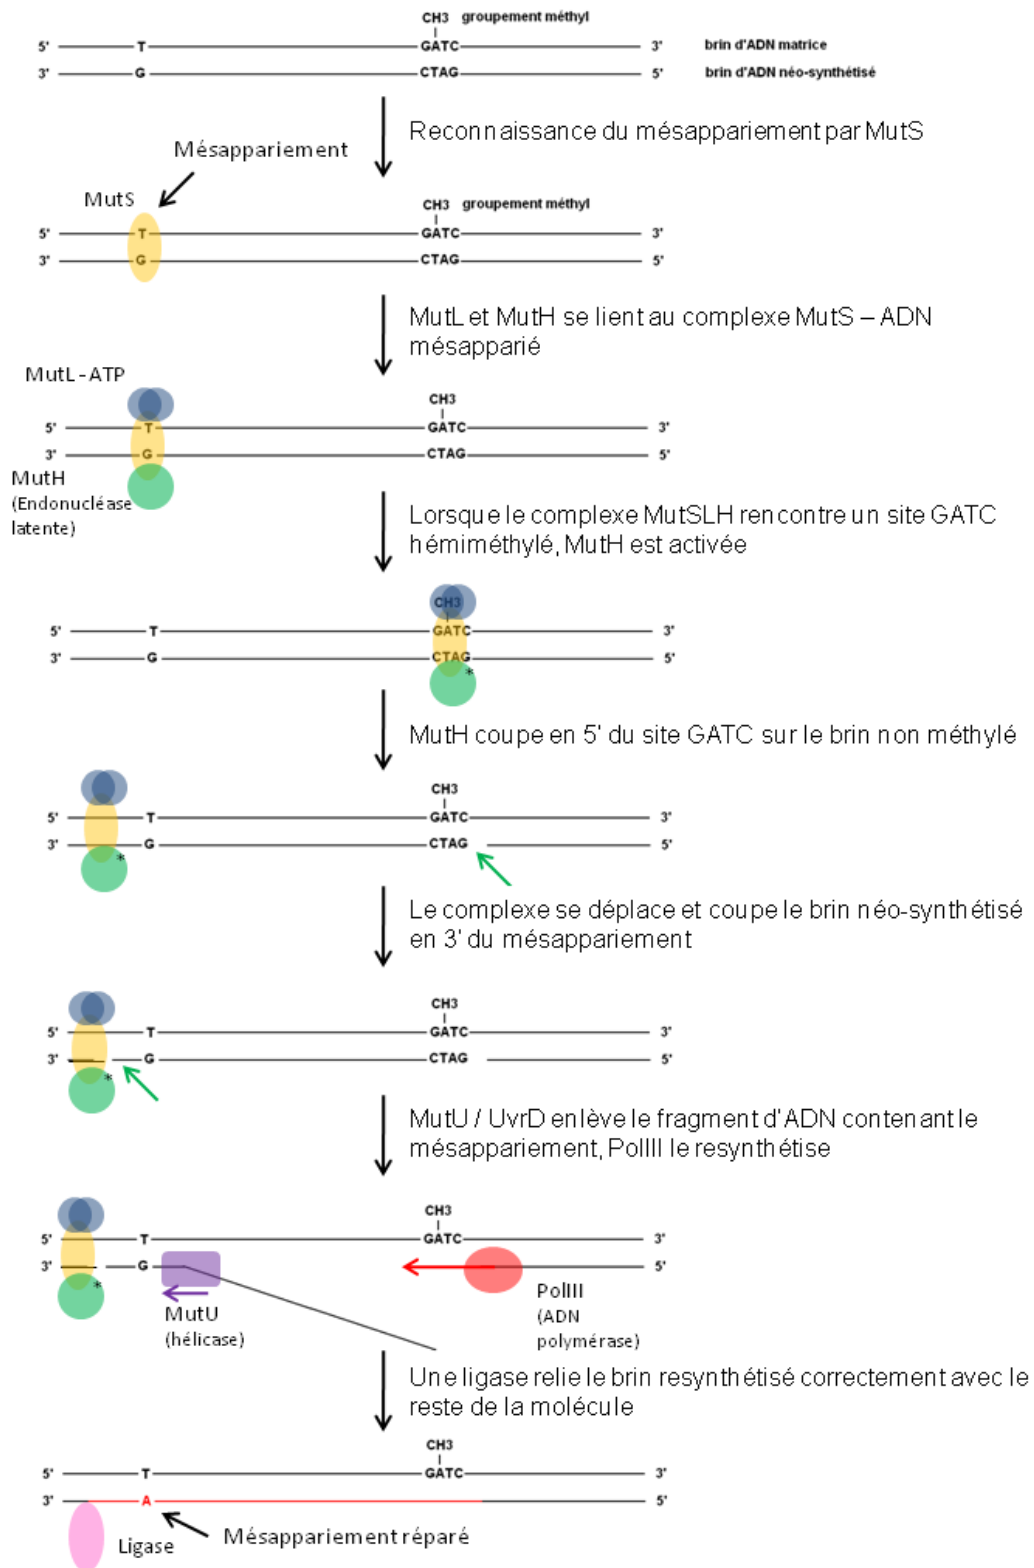 CH3 groupement méthyl
5' T GATC 3' brin d'ADN matrice
3' G CTAG 5' brin d'ADN néo-synthétisé
Reconnaissance du mésappariement par MutS
Mésappariement
MutS
CH3 groupement méthyl
5' T GATC 3'
3' G CTAG 5'
MutL et MutH se lient au complexe MutS – ADN
mésapparié
MutL - ATP
CH3
5' T GATC 3'
3' G CTAG 5'
MutH
(Endonucléase
latente)
Lorsque le complexe MutSLH rencontre un site GATC
hémiméthylé, MutH est activée
CH3
5' T GATC 3'
3' G CTAG 5'
*
MutH coupe en 5' du site GATC sur le brin non méthylé
CH3
5' T GATC 3'
3' G CTAG 5'
*
Le complexe se déplace et coupe le brin néo-synthétisé
en 3' du mésappariement
CH3
5' T GATC 3'
3' G CTAG 5'
*
MutU / UvrD enlève le fragment d'ADN contenant le
mésappariement, PolIII le resynthétise
CH3
5' T GATC 3'
3' G 5'
*
MutU
(hélicase)
PolIII
(ADN
polymérase)
Une ligase relie le brin resynthétisé correctement avec le
reste de la molécule
CH3
5' T GATC 3'
3' A 5'
Ligase
Mésappariement réparé